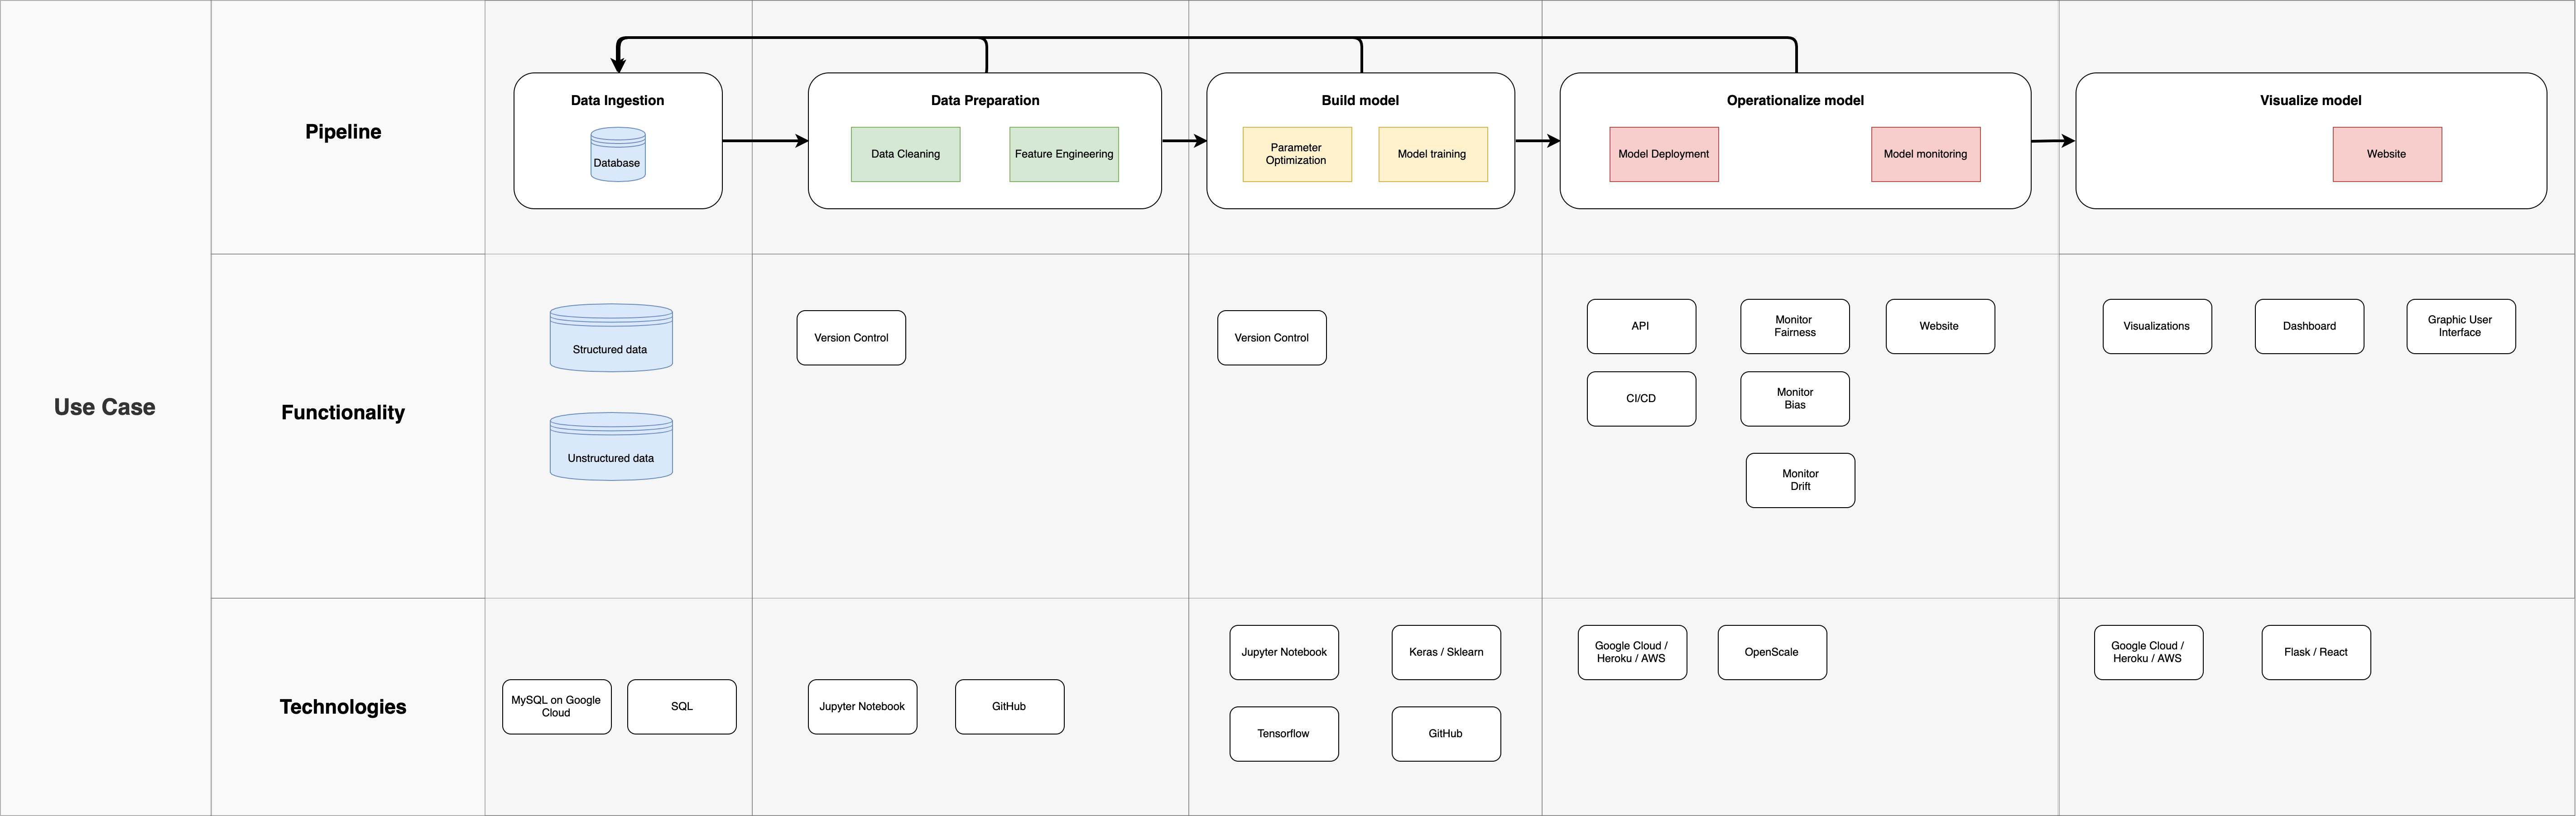 Use Case
Pipeline
Data Ingestion
Database
Data Preparation
Data Cleaning
Feature Engineering
Build model
Parameter
Optimization
Model training
Operationalize model
Model Deployment
Model monitoring
Visualize model
Website
Functionality
Structured data
Unstructured data
Version Control
Version Control
API
Monitor
Fairness
Website
CI/CD
Monitor
Bias
Monitor
Drift
Visualizations
Dashboard
Graphic User
Interface
Technologies
MySQL on Google
Cloud
SQL
Jupyter Notebook
GitHub
Jupyter Notebook
Keras / Sklearn
Tensorflow
GitHub
Google Cloud /
Heroku / AWS
OpenScale
Google Cloud /
Heroku / AWS
Flask / React